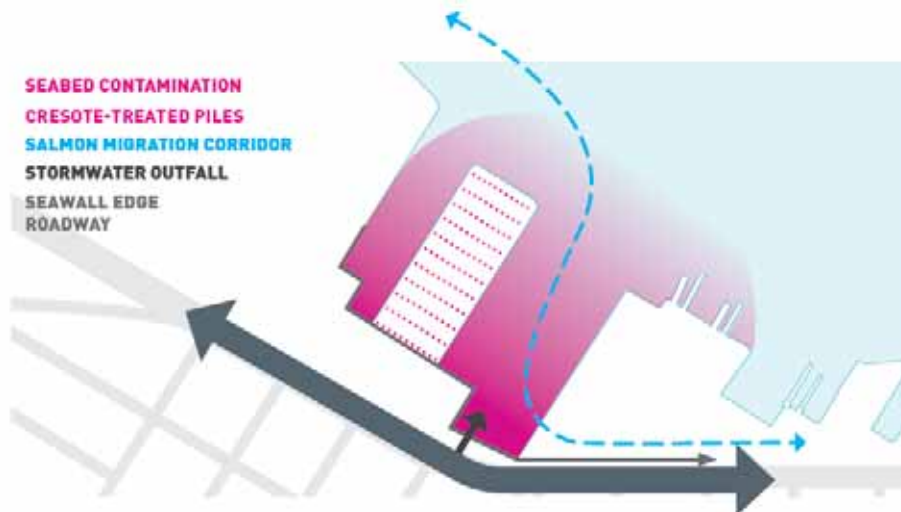 SEABED CONTAMINATION
CRESOTE-TREATED PILES
SALMON MIGRATION CORRIDOR
STORMWATER OUTFALL
SEAWALL EDGE
ROADWAY